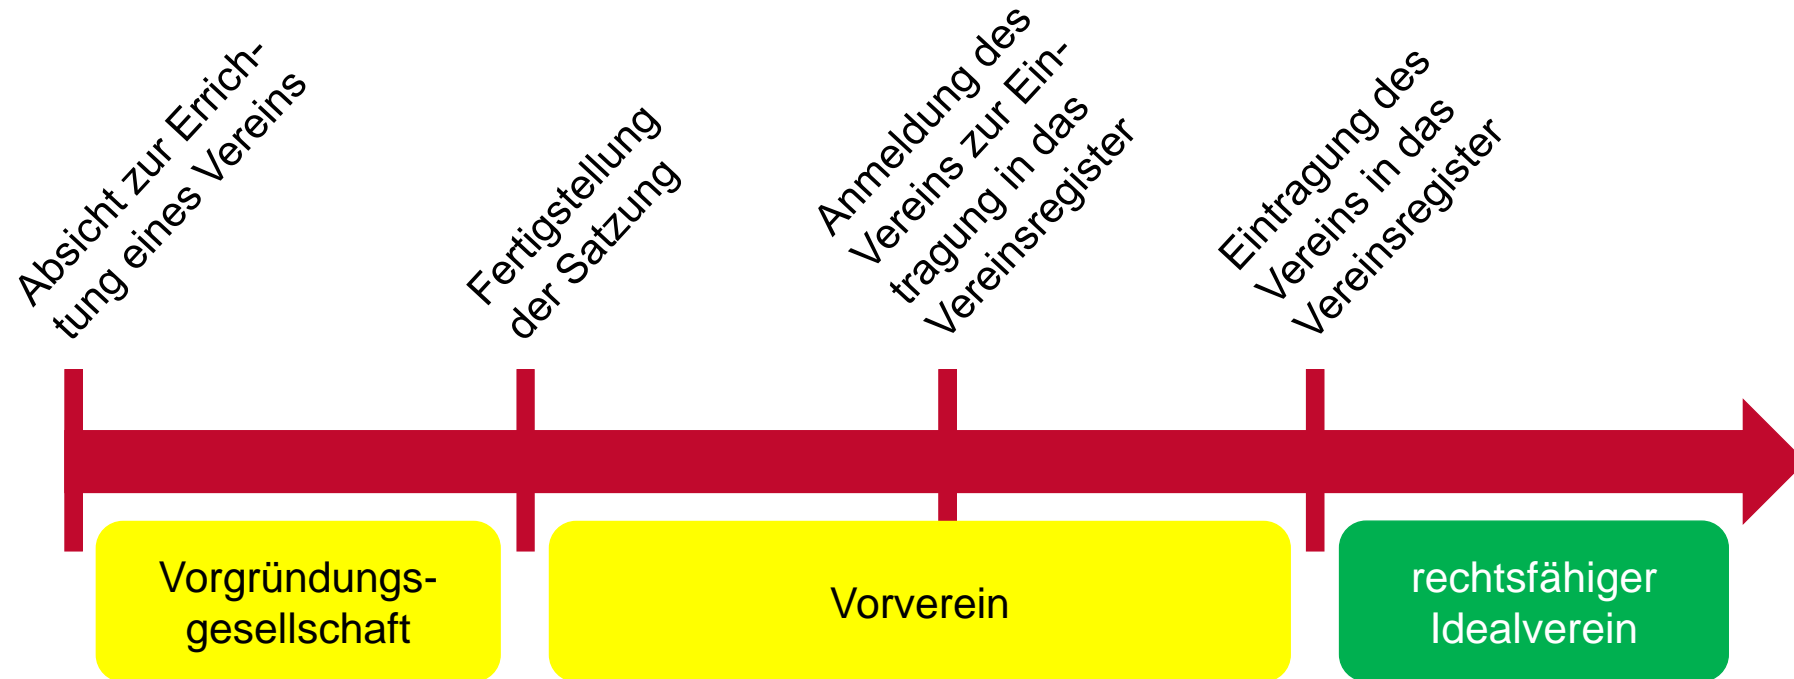 Absicht zur Errich-
tung eines Vereins
Fertigstellung
der Satzung
Anmeldung des
Vereins zur Ein-
tragung in das
Vereinsregister
Eintragung des
Vereins in das
Vereinsregister
Vorgründungs-
gesellschaft
Vorverein
rechtsfähiger
Idealverein